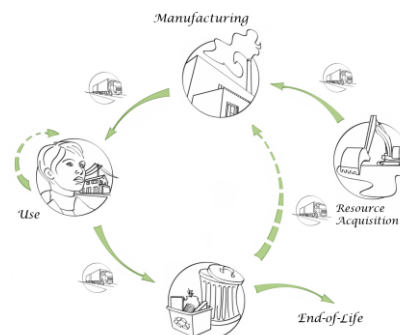 Manufacturing
Use
Resource
Acquisition
End-of-Life